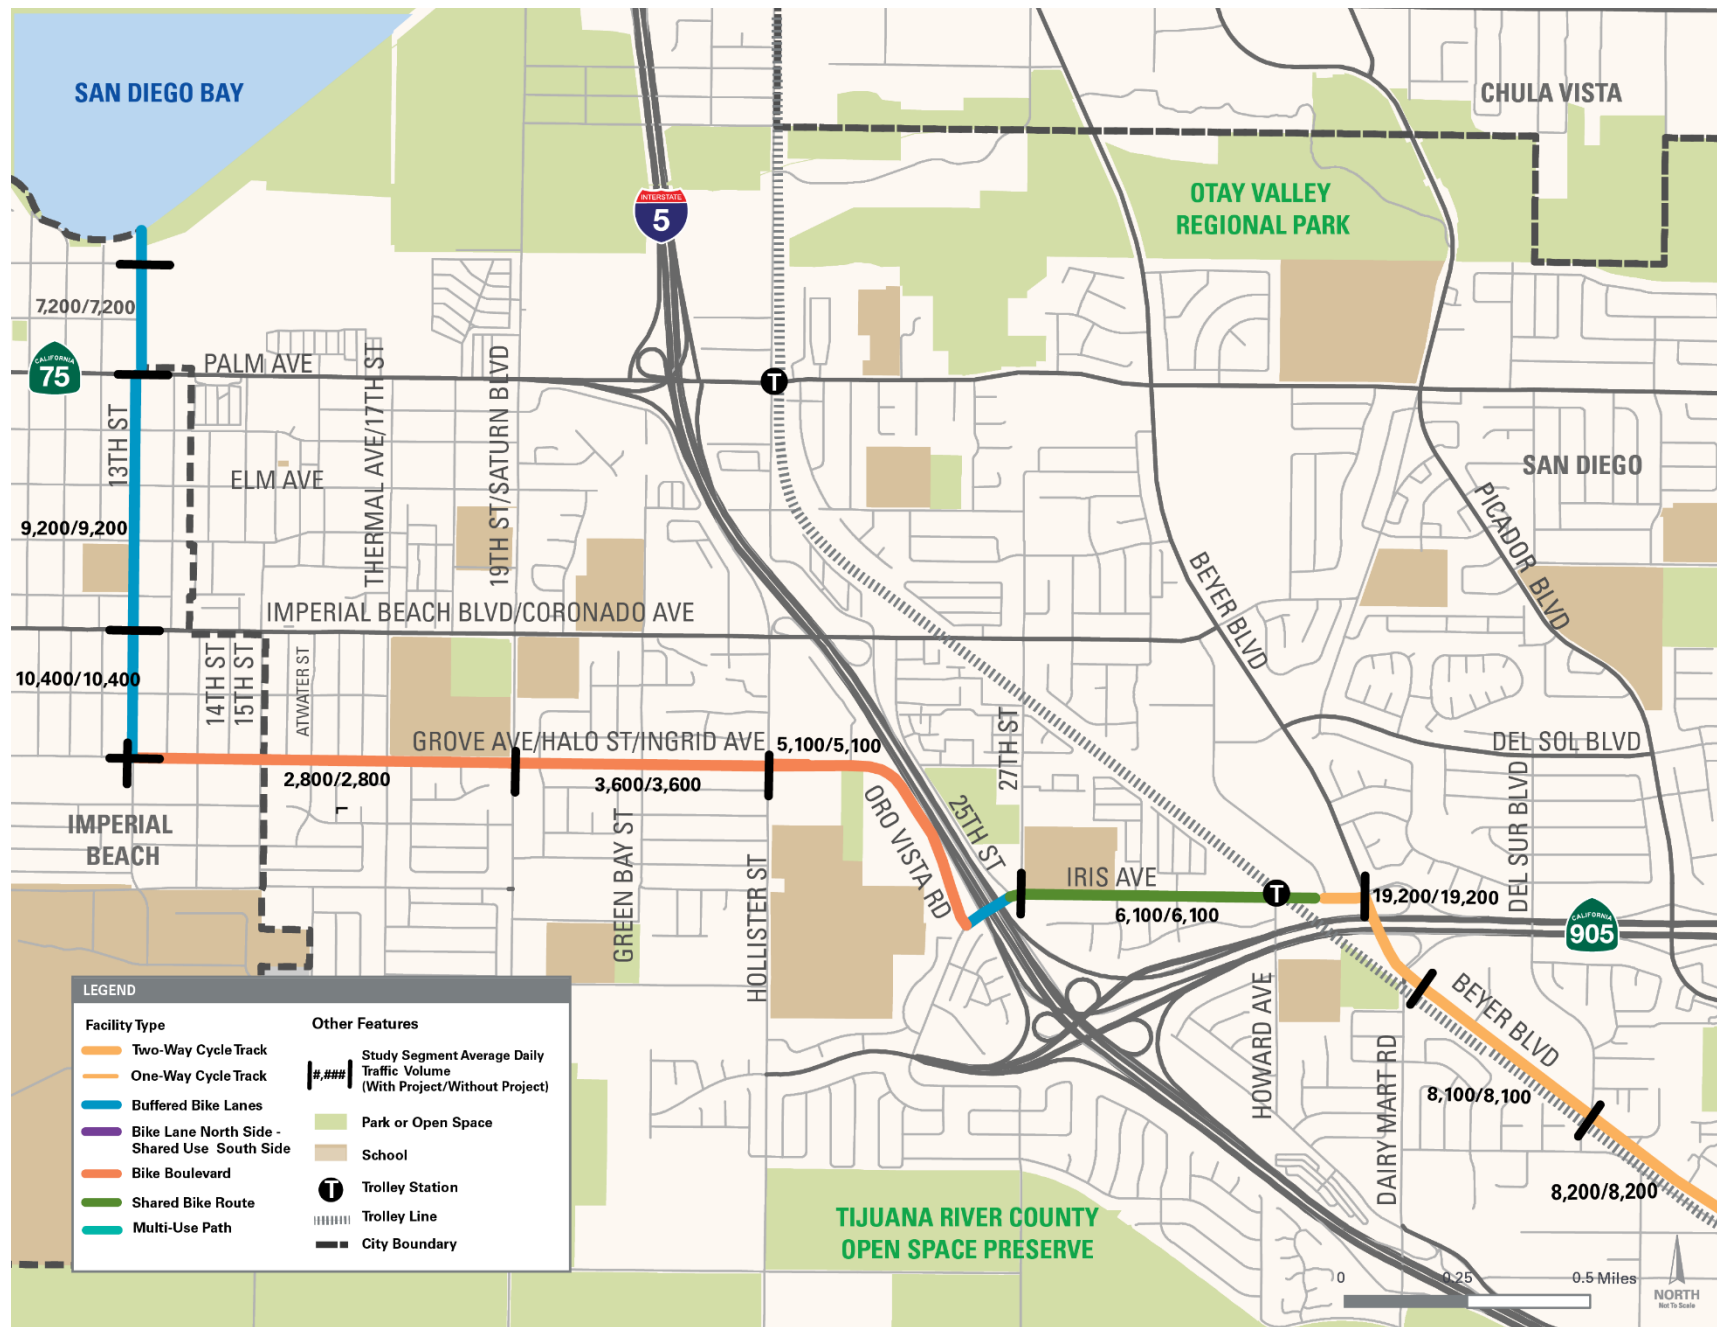 SAN DIEGO BAY
CHULA VISTA
OTAY VALLEY
REGIONAL PARK
INTERSTATE
5
7,200/7,200
CALIFORNIA
75
PALM AVE
13TH ST
THERMAL AVE/17TH ST
19TH ST/SATURN BLVD
T
ELM AVE
SAN DIEGO
PICADOR BLVD
9,200/9,200
BEYER BLVD
IMPERIAL BEACH BLVD/CORONADO AVE
10,400/10,400
14TH ST
15TH ST
ATWATER ST
GROVE AVE/HALO ST/INGRID AVE
5,100/5,100
27TH ST
DEL SOL BLVD
2,800/2,800
3,600/3,600
IMPERIAL
BEACH
GREEN BAY ST
HOLLISTER ST
ORO VISTA RD
25TH ST
IRIS AVE
6,100/6,100
T
19,200/19,200
DEL SUR BLVD
CALIFORNIA
905
HOWARD AVE
DAIRY MART RD
BEYER BLVD
8,100/8,100
8,200/8,200
TIJUANA RIVER COUNTY
OPEN SPACE PRESERVE
LEGEND
Facility Type
Two-Way Cycle Track
One-Way Cycle Track
Buffered Bike Lanes
Bike Lane North Side -
Shared Use South Side
Bike Boulevard
Shared Bike Route
Multi-Use Path
Other Features
#,###
Study Segment Average Daily
Traffic Volume
(With Project/Without Project)
Park or Open Space
School
T
Trolley Station
Trolley Line
City Boundary
0
0.25
0.5 Miles
NORTH
Not To Scale